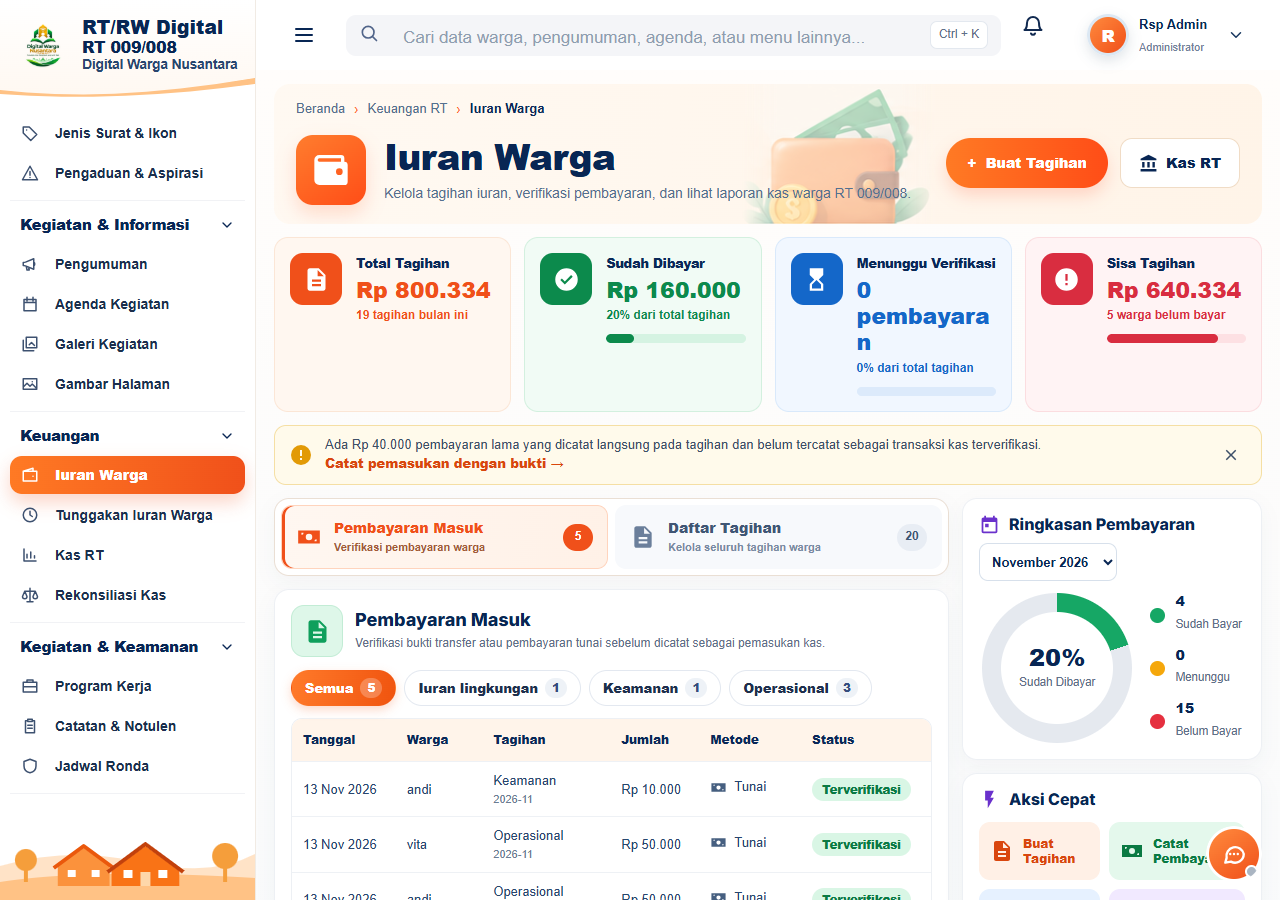 RT/RW Digital
RT 009/008
Digital Warga Nusantara
Jenis Surat & Ikon
Pengaduan & Aspirasi
Kegiatan & Informasi
Pengumuman
Agenda Kegiatan
Galeri Kegiatan
Gambar Halaman
Keuangan
Iuran Warga
Tunggakan Iuran Warga
Kas RT
Rekonsiliasi Kas
Kegiatan & Keamanan
Program Kerja
Catatan & Notulen
Jadwal Ronda
Cari data warga, pengumuman, agenda, atau menu lainnya...
Ctrl + K
R
Rsp Admin
Administrator
Beranda › Keuangan RT › Iuran Warga
Iuran Warga
Kelola tagihan iuran, verifikasi pembayaran, dan lihat laporan kas warga RT 009/008.
+ Buat Tagihan
Kas RT
Total Tagihan
Rp 800.334
19 tagihan bulan ini
Sudah Dibayar
Rp 160.000
20% dari total tagihan
Menunggu Verifikasi
0
pembayara
n
0% dari total tagihan
Sisa Tagihan
Rp 640.334
5 warga belum bayar
Ada Rp 40.000 pembayaran lama yang dicatat langsung pada tagihan dan belum tercatat sebagai transaksi kas terverifikasi.
Catat pemasukan dengan bukti →
Pembayaran Masuk
Verifikasi pembayaran warga
5
Daftar Tagihan
Kelola seluruh tagihan warga
20
Pembayaran Masuk
Verifikasi bukti transfer atau pembayaran tunai sebelum dicatat sebagai pemasukan kas.
Semua 5
Iuran lingkungan 1
Keamanan 1
Operasional 3
Tanggal Warga Tagihan Jumlah Metode Status
13 Nov 2026 andi Keamanan Rp 10.000 Tunai Terverifikasi
2026-11
13 Nov 2026 vita Operasional Rp 50.000 Tunai Terverifikasi
2026-11
13 Nov 2026 andi Operasional Rp 50.000 Tunai Terverifikasi
Ringkasan Pembayaran
November 2026
20%
Sudah Dibayar
4
Sudah Bayar
0
Menunggu
15
Belum Bayar
Aksi Cepat
Buat
Tagihan
Catat